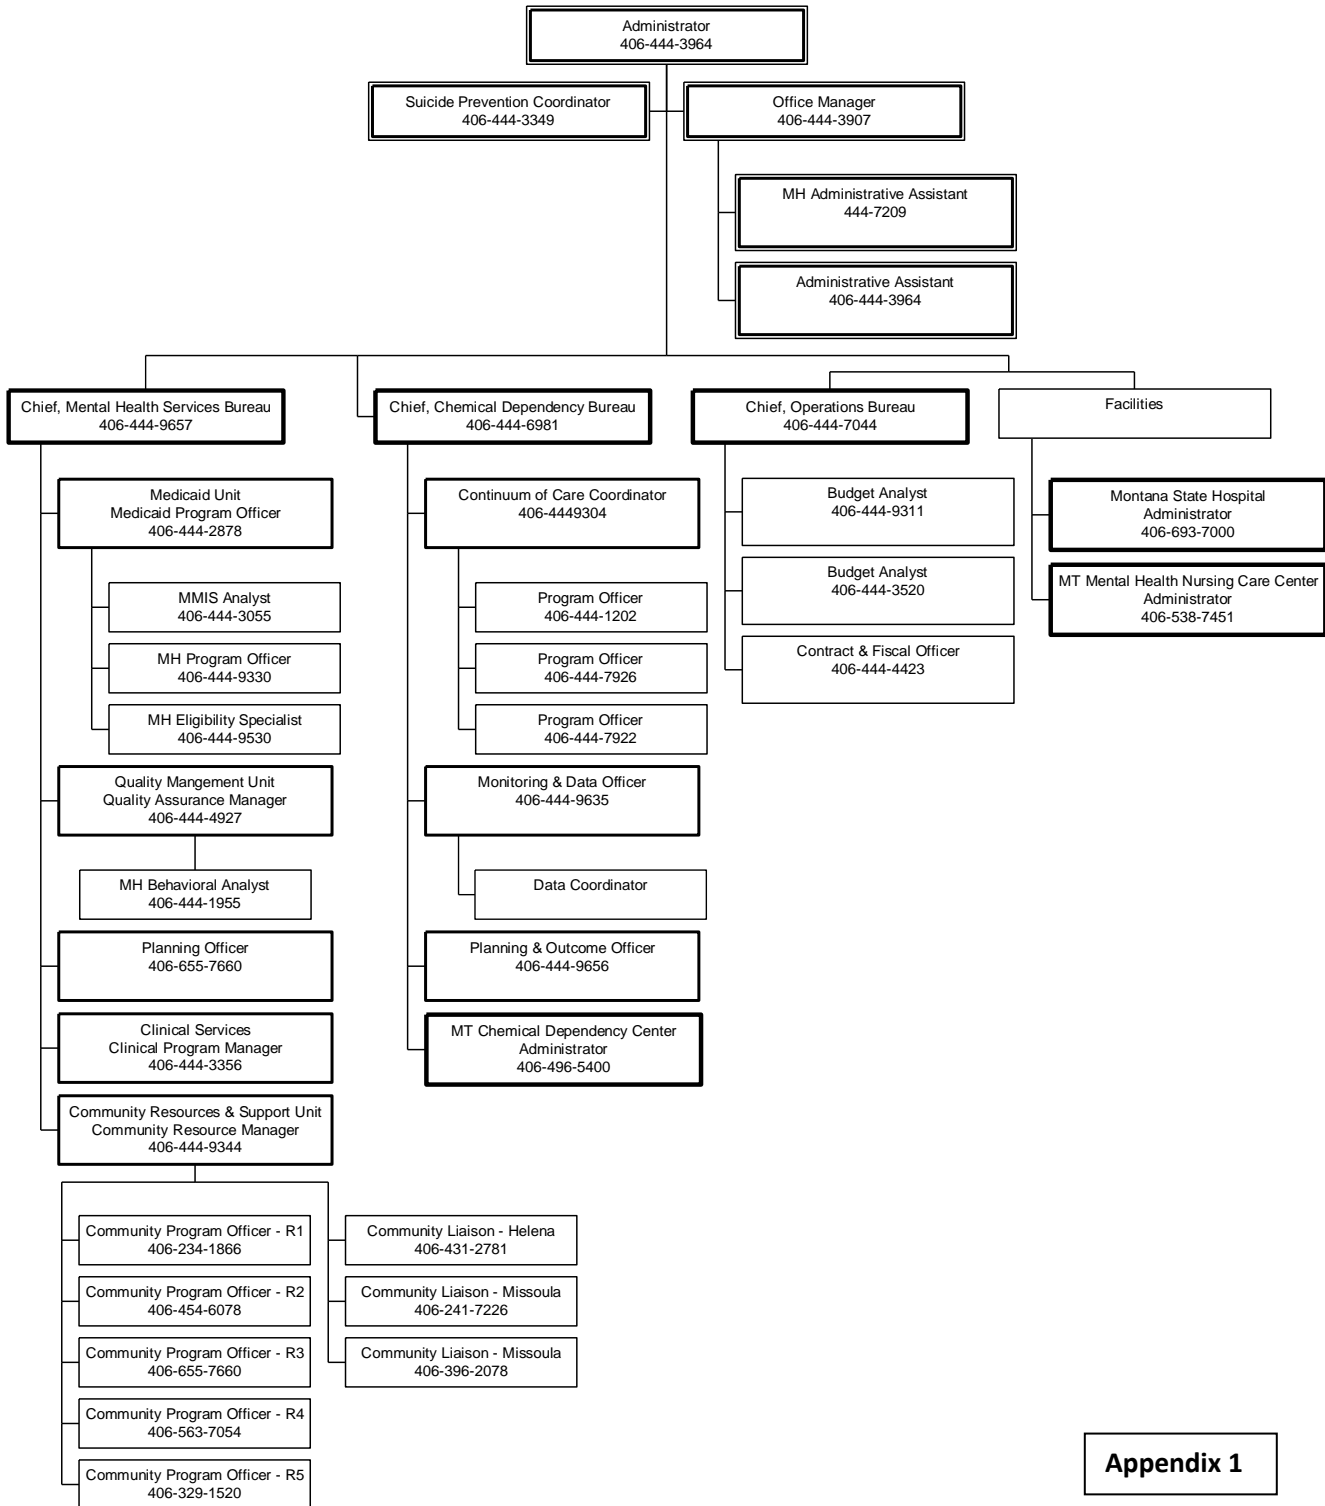 Administrator
406-444-3964
Suicide Prevention Coordinator
406-444-3349
Office Manager
406-444-3907
MH Administrative Assistant
444-7209
Administrative Assistant
406-444-3964
Chief, Mental Health Services Bureau
406-444-9657
Medicaid Unit
Medicaid Program Officer
406-444-2878
MMIS Analyst
406-444-3055
MH Program Officer
406-444-9330
MH Eligibility Specialist
406-444-9530
Quality Mangement Unit
Quality Assurance Manager
406-444-4927
MH Behavioral Analyst
406-444-1955
Planning Officer
406-655-7660
Clinical Services
Clinical Program Manager
406-444-3356
Community Resources & Support Unit
Community Resource Manager
406-444-9344
Community Program Officer - R1
406-234-1866
Community Program Officer - R2
406-454-6078
Community Program Officer - R3
406-655-7660
Community Program Officer - R4
406-563-7054
Community Program Officer - R5
406-329-1520
Community Liaison - Helena
406-431-2781
Community Liaison - Missoula
406-241-7226
Community Liaison - Missoula
406-396-2078
Chief, Chemical Dependency Bureau
406-444-6981
Continuum of Care Coordinator
406-4449304
Program Officer
406-444-1202
Program Officer
406-444-7926
Program Officer
406-444-7922
Monitoring & Data Officer
406-444-9635
Data Coordinator
Planning & Outcome Officer
406-444-9656
MT Chemical Dependency Center
Administrator
406-496-5400
Chief, Operations Bureau
406-444-7044
Budget Analyst
406-444-9311
Budget Analyst
406-444-3520
Contract & Fiscal Officer
406-444-4423
Facilities
Montana State Hospital
Administrator
406-693-7000
MT Mental Health Nursing Care Center
Administrator
406-538-7451
Appendix 1